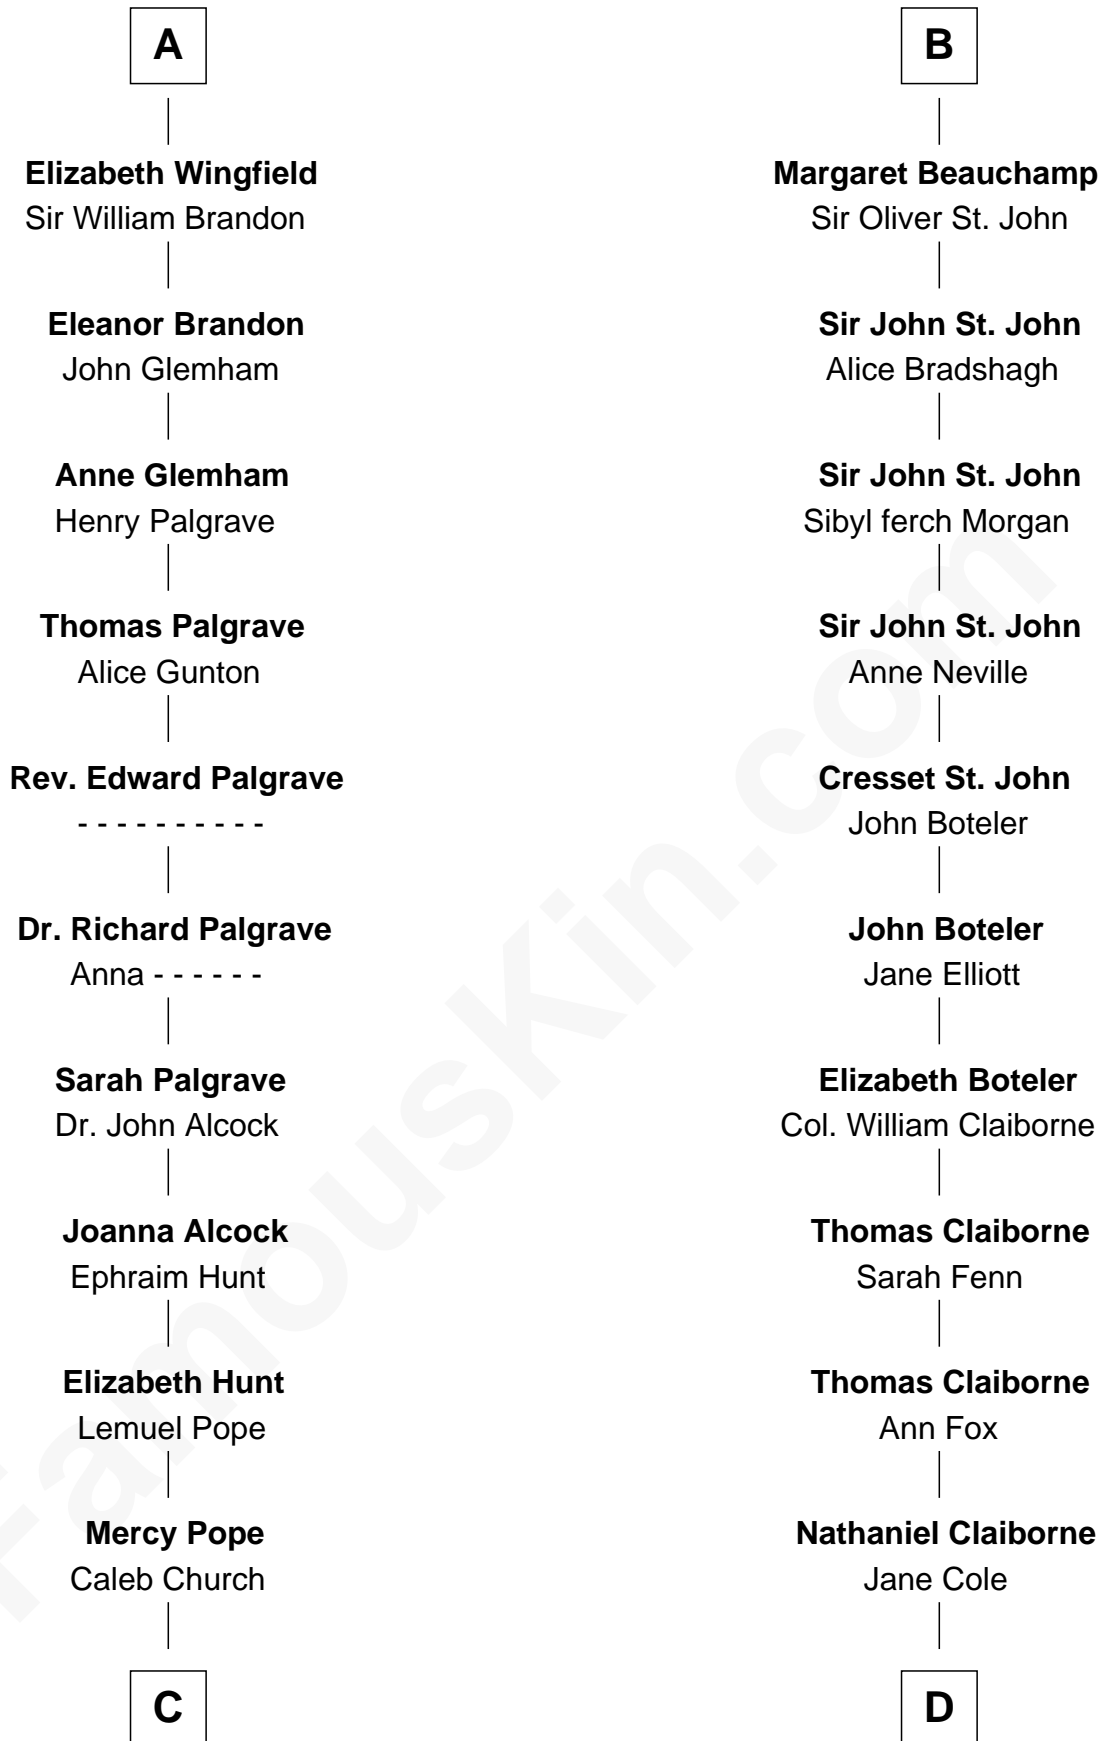 A
Elizabeth Wingfield
Sir William Brandon
Eleanor Brandon
John Glemham
Anne Glemham
Henry Palgrave
Thomas Palgrave
Alice Gunton
Rev. Edward Palgrave
- - - - - - - - - -
Dr. Richard Palgrave
Anna - - - - - -
Sarah Palgrave
Dr. John Alcock
Joanna Alcock
Ephraim Hunt
Elizabeth Hunt
Lemuel Pope
Mercy Pope
Caleb Church
C
B
Margaret Beauchamp
Sir Oliver St. John
Sir John St. John
Alice Bradshagh
Sir John St. John
Sibyl ferch Morgan
Sir John St. John
Anne Neville
Cresset St. John
John Boteler
John Boteler
Jane Elliott
Elizabeth Boteler
Col. William Claiborne
Thomas Claiborne
Sarah Fenn
Thomas Claiborne
Ann Fox
Nathaniel Claiborne
Jane Cole
D
FamousKin.com